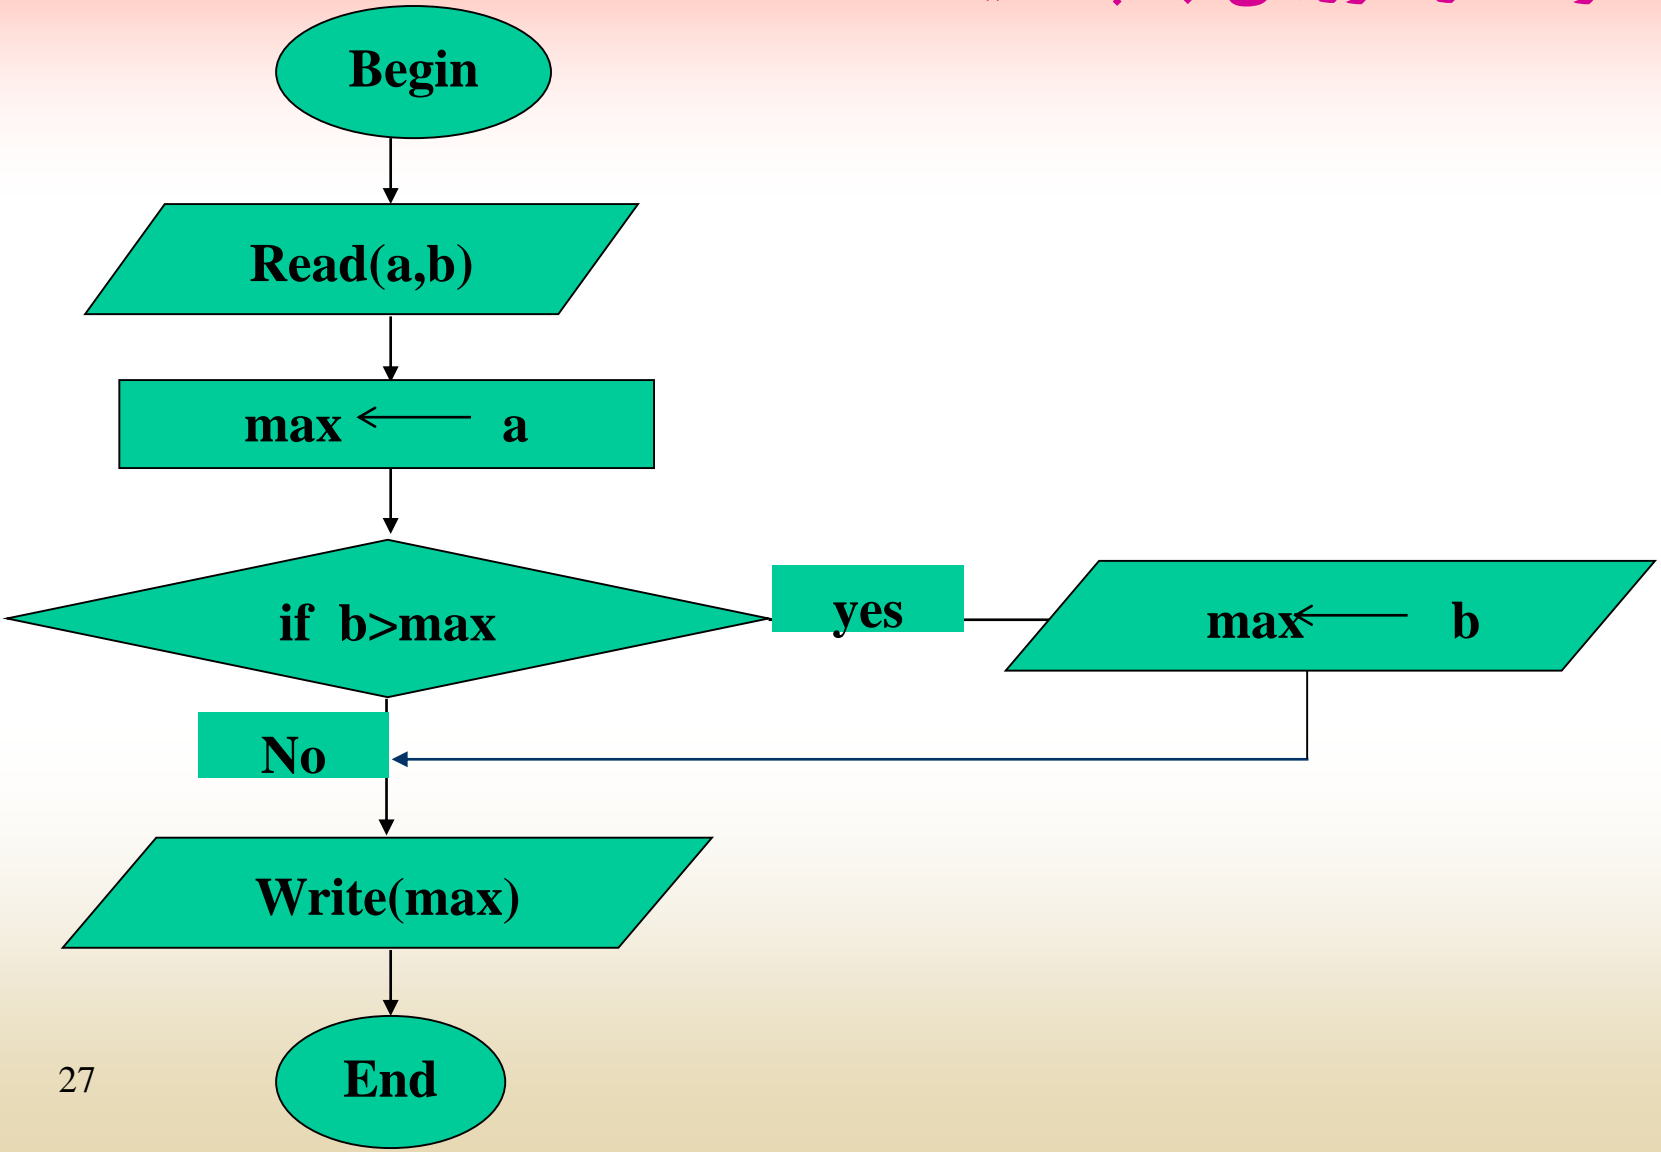 Begin
Read(a,b)
max ← a
if b>max
yes
max ← b
No
Write(max)
End
27